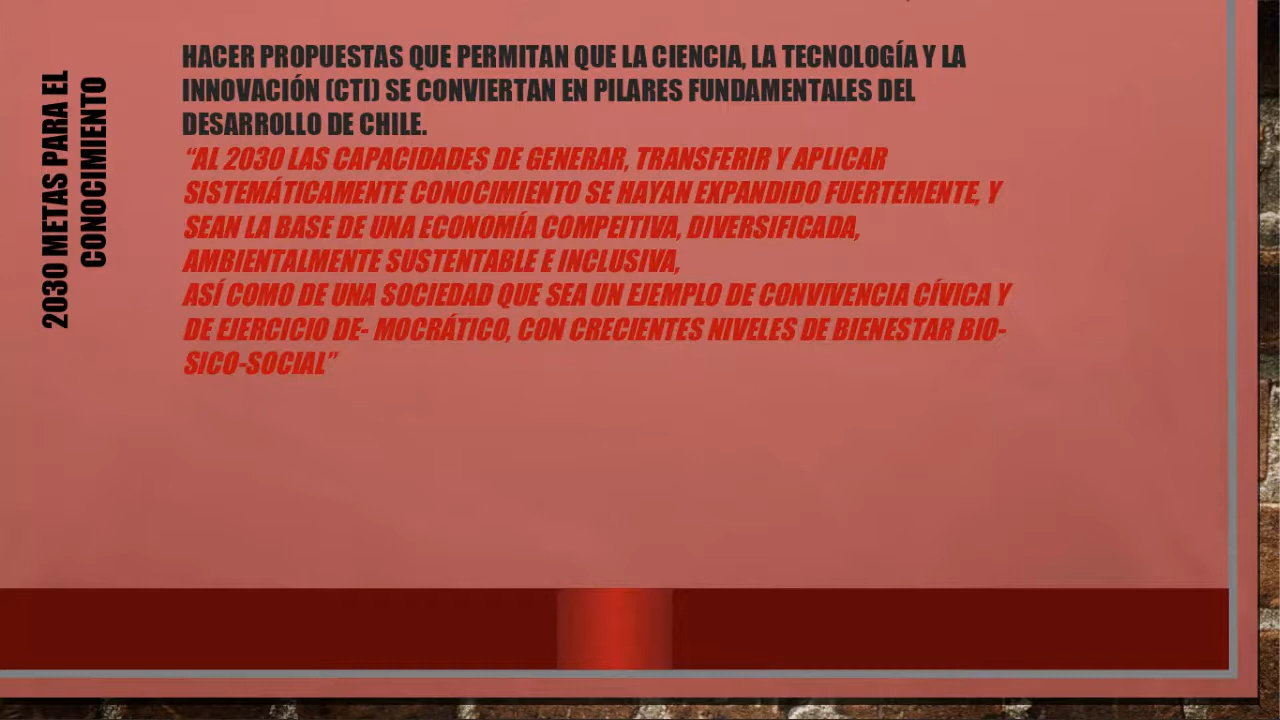 2030 METAS PARA EL
CONOCIMIENTO
HACER PROPUESTAS QUE PERMITAN QUE LA CIENCIA, LA TECNOLOGÍA Y LA
INNOVACIÓN (CTI) SE CONVIERTAN EN PILARES FUNDAMENTALES DEL
DESARROLLO DE CHILE.
“AL 2030 LAS CAPACIDADES DE GENERAR, TRANSFERIR Y APLICAR
SISTEMÁTICAMENTE CONOCIMIENTO SE HAYAN EXPANDIDO FUERTEMENTE, Y
SEAN LA BASE DE UNA ECONOMÍA COMPEITIVA, DIVERSIFICADA,
AMBIENTALMENTE SUSTENTABLE E INCLUSIVA,
ASÍ COMO DE UNA SOCIEDAD QUE SEA UN EJEMPLO DE CONVIVENCIA CÍVICA Y
DE EJERCICIO DE- MOCRÁTICO, CON CRECIENTES NIVELES DE BIENESTAR BIO-
SICO-SOCIAL”